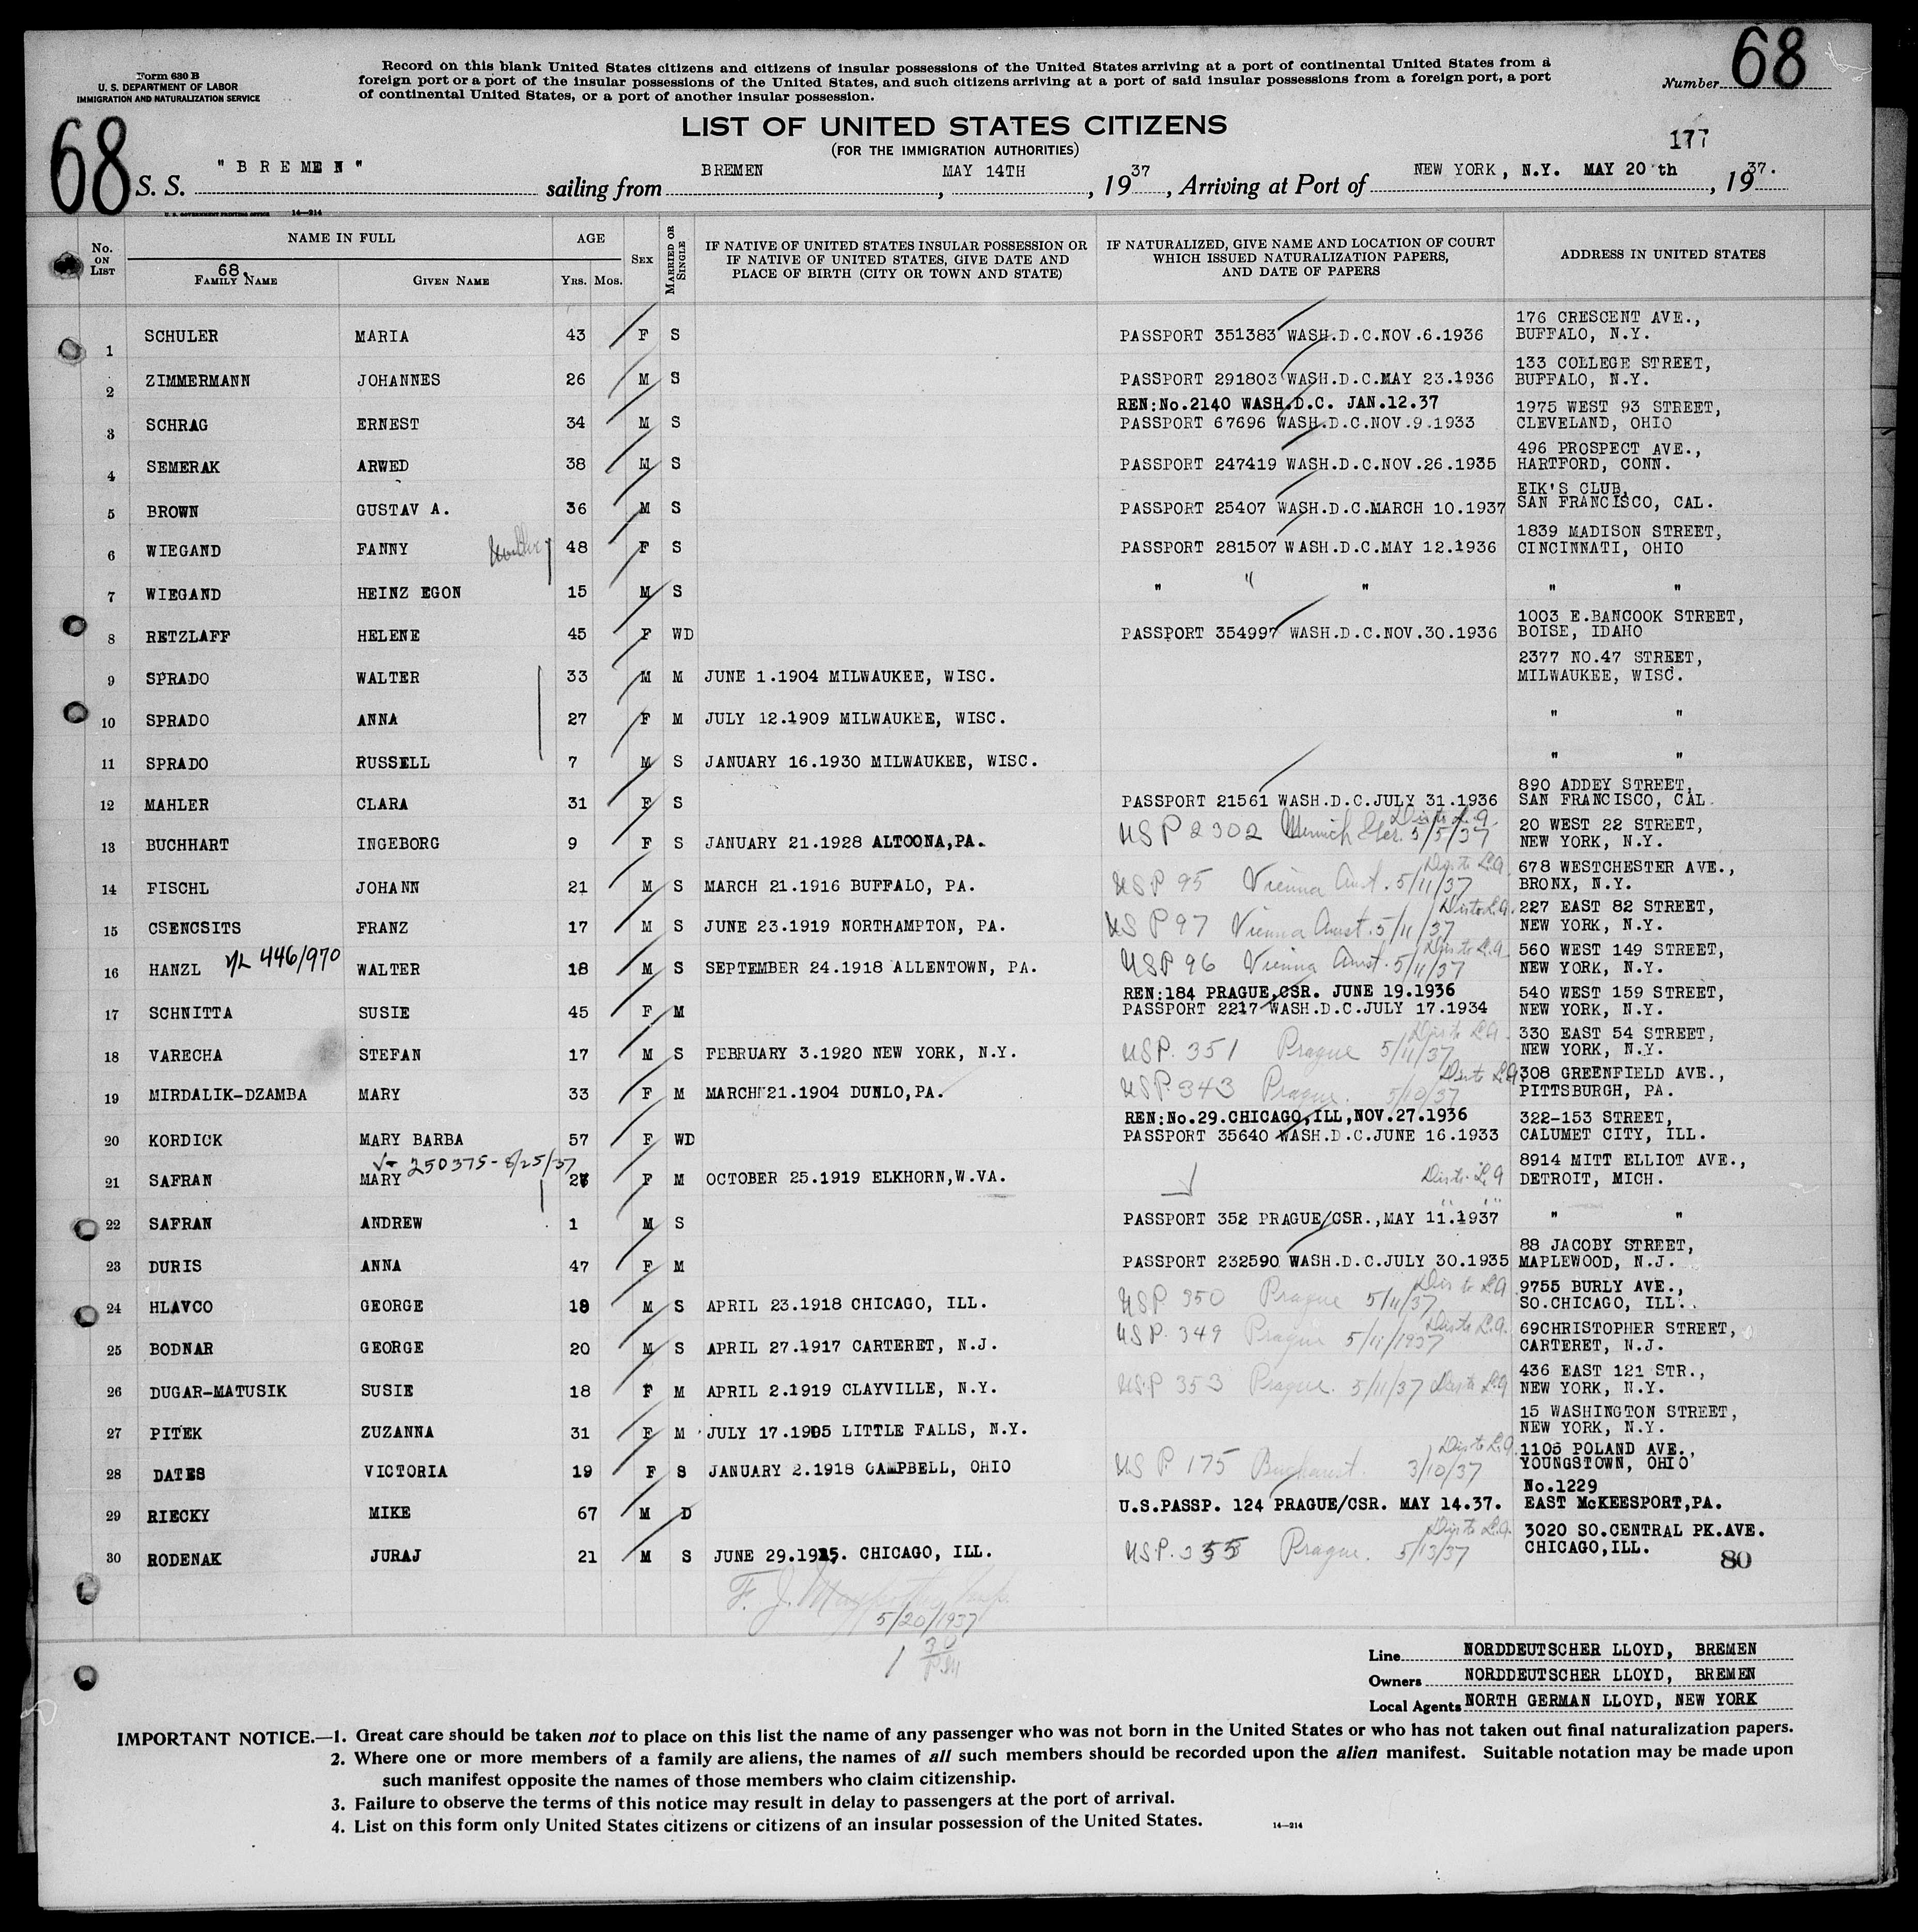 Form 630 B
U. S. DEPARTMENT OF LABOR
IMMIGRATION AND NATURALIZATION SERVICE
Record on this blank United States citizens and citizens of insular possessions of the United States arriving at a port of continental United States from a
foreign port or a port of the insular possessions of the United States, and such citizens arriving at a port of said insular possessions from a foreign port, a port
of continental United States, or a port of another insular possession.
Number 68
68
LIST OF UNITED STATES CITIZENS
(FOR THE IMMIGRATION AUTHORITIES)
177
S. S. "BREMEN" sailing from BREMEN, MAY 14TH, 1937, Arriving at Port of NEW YORK, N.Y. MAY 20 th, 1937.
U. S. GOVERNMENT PRINTING OFFICE 14—214
No. ON LIST
NAME IN FULL
68.
FAMILY NAME
GIVEN NAME
AGE
YRS. MOS.
SEX
MARRIED OR SINGLE
IF NATIVE OF UNITED STATES INSULAR POSSESSION OR
IF NATIVE OF UNITED STATES, GIVE DATE AND
PLACE OF BIRTH (CITY OR TOWN AND STATE)
IF NATURALIZED, GIVE NAME AND LOCATION OF COURT
WHICH ISSUED NATURALIZATION PAPERS,
AND DATE OF PAPERS
ADDRESS IN UNITED STATES
176 CRESCENT AVE.,
1 SCHULER MARIA 43 F S PASSPORT 351383 WASH.D.C.NOV.6.1936 BUFFALO, N.Y.
133 COLLEGE STREET,
2 ZIMMERMANN JOHANNES 26 M S PASSPORT 291803 WASH.D.C.MAY 23.1936 BUFFALO, N.Y.
REN:No.2140 WASH.D.C. JAN.12.37 1975 WEST 93 STREET,
3 SCHRAG ERNEST 34 M S PASSPORT 67696 WASH.D.C.NOV.9.1933 CLEVELAND, OHIO
496 PROSPECT AVE.,
4 SEMERAK ARWED 38 M S PASSPORT 247419 WASH.D.C.NOV.26.1935 HARTFORD, CONN.
EIK'S CLUB,
5 BROWN GUSTAV A. 36 M S PASSPORT 25407 WASH.D.C.MARCH 10.1937 SAN FRANCISCO, CAL.
1839 MADISON STREET,
6 WIEGAND FANNY 48 F S PASSPORT 281507 WASH.D.C.MAY 12.1936 CINCINNATI, OHIO
7 WIEGAND HEINZ EGON 15 M S " " " " "
1003 E.BANCOOK STREET,
8 RETZLAFF HELENE 45 F WD PASSPORT 354997 WASH.D.C.NOV.30.1936 BOISE, IDAHO
2377 NO.47 STREET,
9 SPRADO WALTER 33 M M JUNE 1.1904 MILWAUKEE, WISC. MILWAUKEE, WISC.
10 SPRADO ANNA 27 F M JULY 12.1909 MILWAUKEE, WISC. " "
11 SPRADO RUSSELL 7 M S JANUARY 16.1930 MILWAUKEE, WISC. " "
890 ADDEY STREET,
12 MAHLER CLARA 31 F S PASSPORT 21561 WASH.D.C.JULY 31.1936 SAN FRANCISCO, CAL.
20 WEST 22 STREET,
13 BUCHHART INGEBORG 9 F S JANUARY 21.1928 ALTOONA,PA. USP 2302 Munich Ger. 5/5/37 NEW YORK, N.Y.
678 WESTCHESTER AVE.,
14 FISCHL JOHANN 21 M S MARCH 21.1916 BUFFALO, PA. USP 95 Vienna Aust. 5/11/37 BRONX, N.Y.
227 EAST 82 STREET,
15 CSENCSITS FRANZ 17 M S JUNE 23.1919 NORTHAMPTON, PA. US P 97 Vienna Aust. 5/11/37 NEW YORK, N.Y.
560 WEST 149 STREET,
16 HANZL 446/970 WALTER 18 M S SEPTEMBER 24.1918 ALLENTOWN, PA. USP 96 Vienna Aust. 5/11/37 NEW YORK, N.Y.
REN:184 PRAGUE,CSR. JUNE 19.1936 540 WEST 159 STREET,
17 SCHNITTA SUSIE 45 F M PASSPORT 2217 WASH.D.C.JULY 17.1934 NEW YORK, N.Y.
330 EAST 54 STREET,
18 VARECHA STEFAN 17 M S FEBRUARY 3.1920 NEW YORK, N.Y. USP. 351 Prague 5/11/37 NEW YORK, N.Y.
308 GREENFIELD AVE.,
19 MIRDALIK-DZAMBA MARY 33 F M MARCH 21.1904 DUNLO,PA. USP. 343 Prague. 5/10/37 PITTSBURGH, PA.
REN:No.29.CHICAGO,ILL,NOV.27.1936 322-153 STREET,
20 KORDICK MARY BARBA 57 F WD PASSPORT 35640 WASH.D.C.JUNE 16.1933 CALUMET CITY, ILL.
250375- 8/25/37 8914 MITT ELLIOT AVE.,
21 SAFRAN MARY F M OCTOBER 25.1919 ELKHORN,W.VA. DETROIT, MICH.
22 SAFRAN ANDREW 1 M S PASSPORT 352 PRAGUE/CSR.,MAY 11.1937 " "
88 JACOBY STREET,
23 DURIS ANNA 47 F M PASSPORT 232590 WASH.D.C.JULY 30.1935 MAPLEWOOD, N.J.
9755 BURLY AVE.,
24 HLAVCO GEORGE 18 M S APRIL 23.1918 CHICAGO, ILL. USP 350 Prague 5/11/37 SO.CHICAGO, ILL.
69CHRISTOPHER STREET,
25 BODNAR GEORGE 20 M S APRIL 27.1917 CARTERET, N.J. USP. 349 Prague 5/11/1937 CARTERET, N.J.
436 EAST 121 STR.,
26 DUGAR-MATUSIK SUSIE 18 F M APRIL 2.1919 CLAYVILLE, N.Y. USP 353 Prague. 5/11/37 NEW YORK, N.Y.
15 WASHINGTON STREET,
27 PITEK ZUZANNA 31 F M JULY 17.1905 LITTLE FALLS, N.Y. NEW YORK, N.Y.
1105 POLAND AVE.,
28 DATES VICTORIA 19 F S JANUARY 2.1918 CAMPBELL, OHIO US P. 175 Bucharest. 3/10/37 YOUNGSTOWN, OHIO
No.1229
29 RIECKY MIKE 67 M D U.S.PASSP. 124 PRAGUE/CSR. MAY 14.37. EAST McKEESPORT,PA.
3020 SO.CENTRAL PK.AVE.
30 RODENAK JURAJ 21 M S JUNE 29.1915. CHICAGO, ILL. USP. 355 Prague. 5/13/37 CHICAGO,ILL.
80
F. J.
5/20/1937
1 30 P.M
Line NORDDEUTSCHER LLOYD, BREMEN
Owners NORDDEUTSCHER LLOYD, BREMEN
Local Agents NORTH GERMAN LLOYD, NEW YORK
IMPORTANT NOTICE.—1. Great care should be taken not to place on this list the name of any passenger who was not born in the United States or who has not taken out final naturalization papers.
2. Where one or more members of a family are aliens, the names of all such members should be recorded upon the alien manifest. Suitable notation may be made upon
such manifest opposite the names of those members who claim citizenship.
3. Failure to observe the terms of this notice may result in delay to passengers at the port of arrival.
4. List on this form only United States citizens or citizens of an insular possession of the United States.
14—214